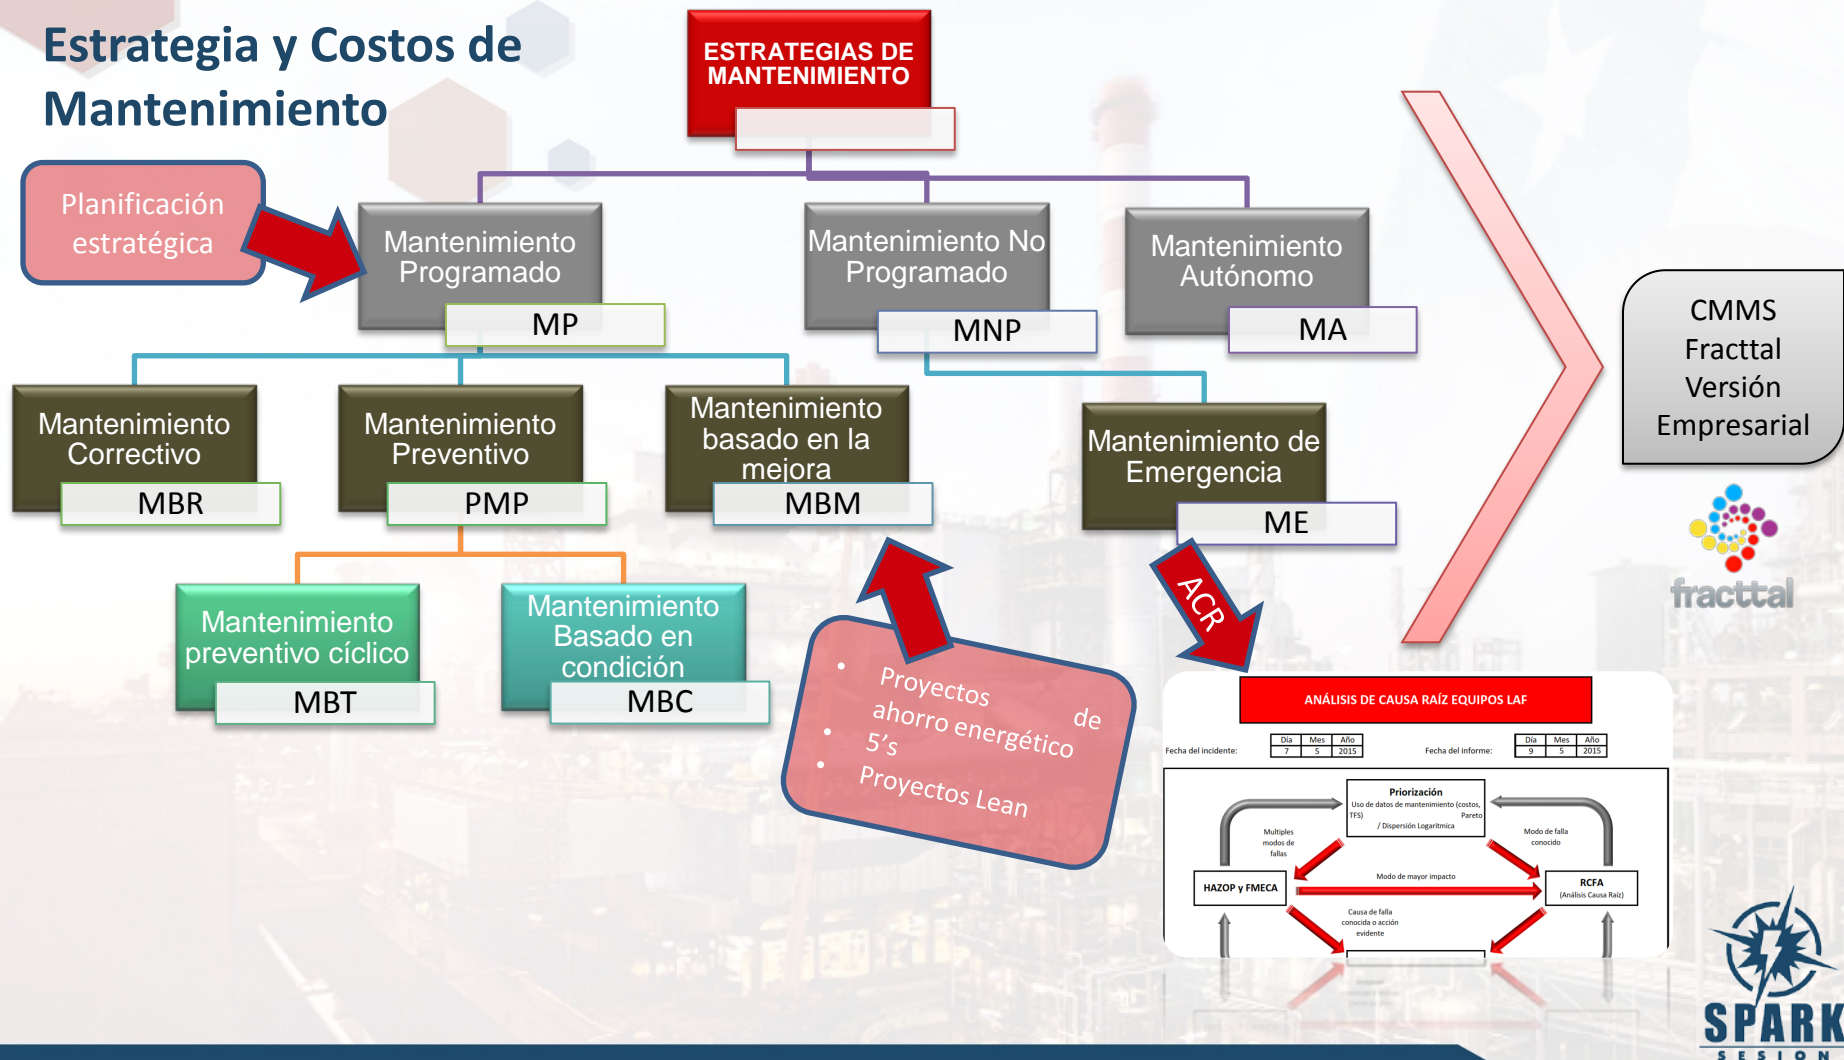 Estrategia y Costos de
Mantenimiento
ESTRATEGIAS DE
MANTENIMIENTO
Planificación
estratégica
Mantenimiento
Programado
MP
Mantenimiento No
Programado
MNP
Mantenimiento
Autónomo
MA
CMMS
Fracttal
Versión
Empresarial
fracttal
Mantenimiento
Correctivo
MBR
Mantenimiento
Preventivo
PMP
Mantenimiento
basado en la
mejora
MBM
Mantenimiento de
Emergencia
ME
Mantenimiento
preventivo cíclico
MBT
Mantenimiento
Basado en
condición
MBC
• Proyectos de
ahorro energético
• 5’s
• Proyectos Lean
ACR
ANÁLISIS DE CAUSA RAÍZ EQUIPOS LAF
Fecha del incidente:
Día Mes Año
7 5 2015
Fecha del informe:
Día Mes Año
9 5 2015
Priorización
Uso de datos de mantenimiento (costos,
TFS) Pareto
/ Dispersión Logarítmica
Multiples
modos de
fallas
Modo de falla
conocido
Modo de mayor impacto
HAZOP y FMECA
RCFA
(Análisis Causa Raíz)
Causa de falla
conocida o acción
evidente
SPARK
SESION